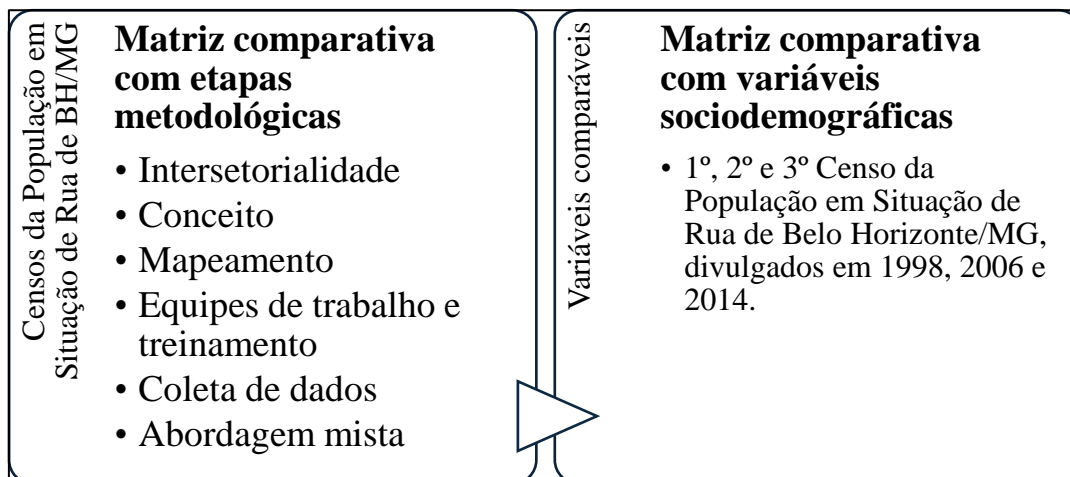 Censos da População em
Situação de Rua de BH/MG
Matriz comparativa
com etapas
metodológicas
• Intersetorialidade
• Conceito
• Mapeamento
• Equipes de trabalho e
treinamento
• Coleta de dados
• Abordagem mista
Variáveis comparáveis
Matriz comparativa
com variáveis
sociodemográficas
• 1º, 2º e 3º Censo da
População em Situação de
Rua de Belo Horizonte/MG,
divulgados em 1998, 2006 e
2014.